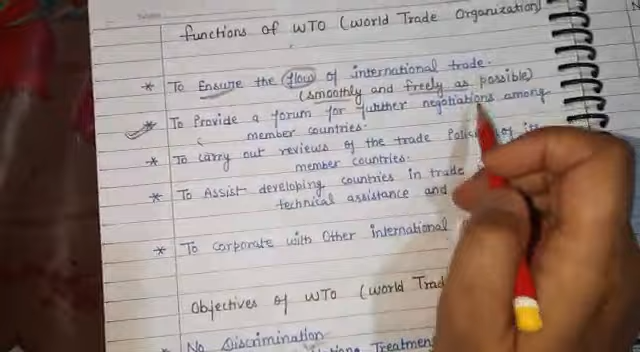 functions of WTO (World Trade Organization)
* To Ensure the flow of international trade.
(smoothly and freely as possible)
* To Provide a forum for further negotiations among
member countries.
* To carry out reviews of the trade of
member countries.
* To Assist developing countries in trade
technical assistance and
* To Corporate with Other international
Objectives of WTO (World
* No Discrimination
Treatment